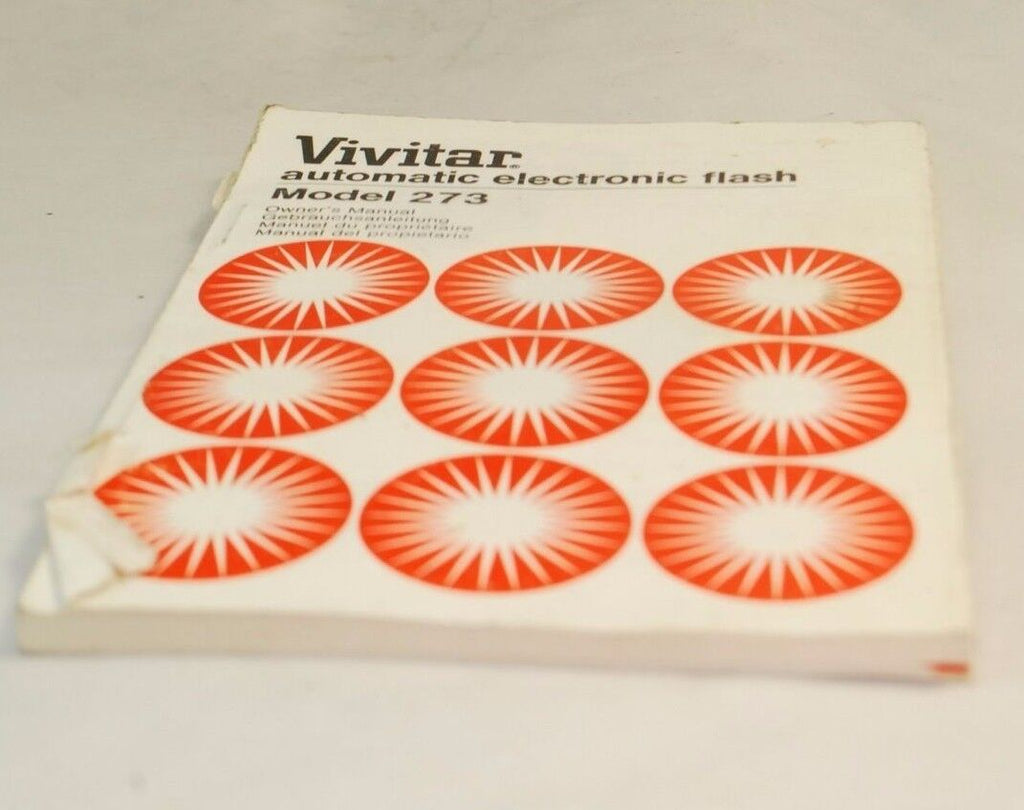 Vivitar®
automatic electronic flash
Model 273
Owner's Manual
Gebrauchsanleitung
Manuel du propriétaire
Manual del propietario